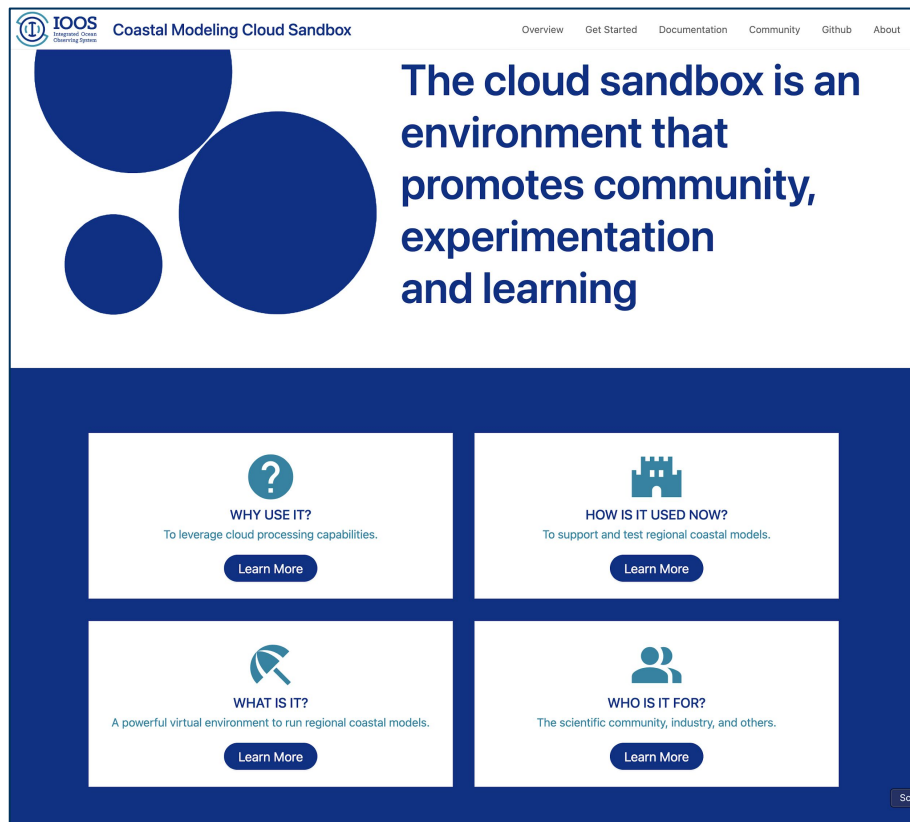 IOOS
Integrated Ocean
Observing System
Coastal Modeling Cloud Sandbox
Overview Get Started Documentation Community Github About
The cloud sandbox is an
environment that
promotes community,
experimentation
and learning
WHY USE IT?
To leverage cloud processing capabilities.
Learn More
HOW IS IT USED NOW?
To support and test regional coastal models.
Learn More
WHAT IS IT?
A powerful virtual environment to run regional coastal models.
Learn More
WHO IS IT FOR?
The scientific community, industry, and others.
Learn More